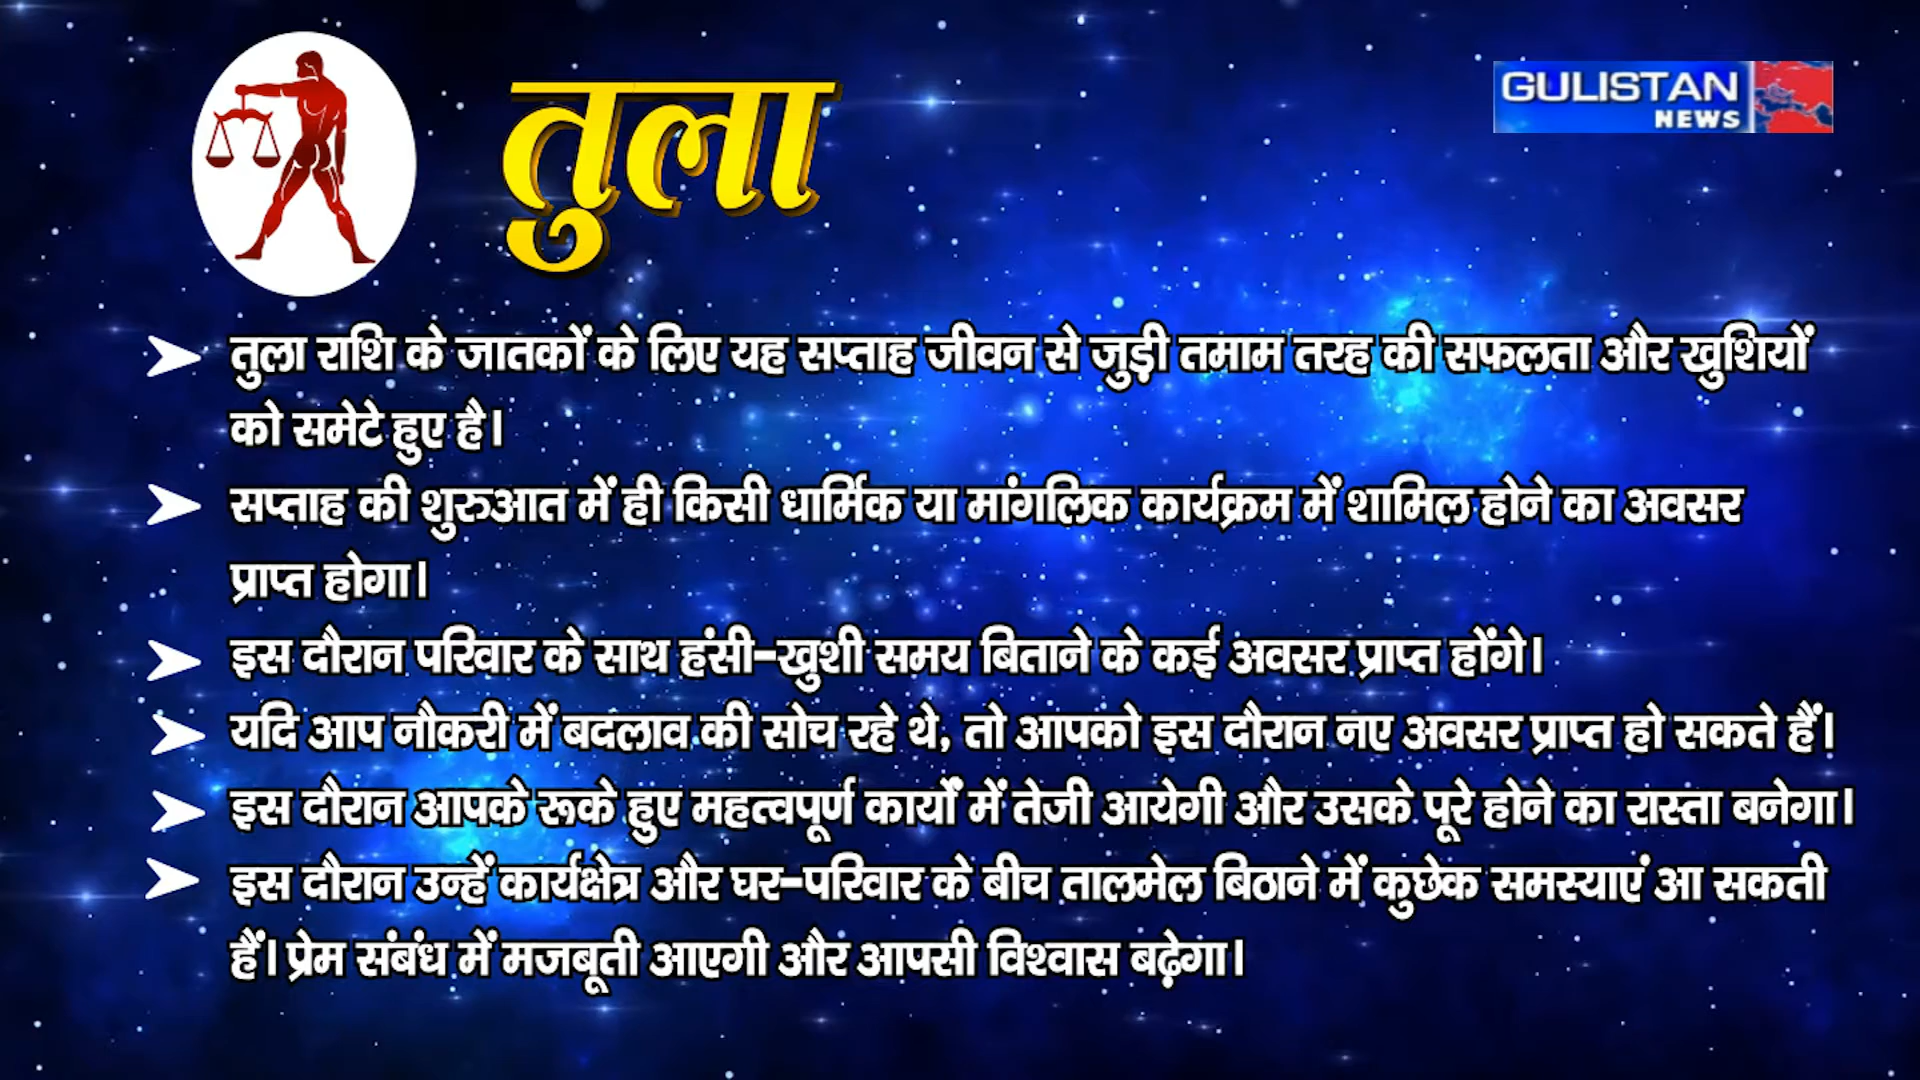 तुला
GULISTAN
NEWS
तुला राशि के जातकों के लिए यह सप्ताह जीवन से जुड़ी तमाम तरह की सफलता और खुशियों
को समेटे हुए है।
सप्ताह की शुरुआत में ही किसी धार्मिक या मांगलिक कार्यक्रम में शामिल होने का अवसर
प्राप्त होगा।
इस दौरान परिवार के साथ हंसी-खुशी समय बिताने के कई अवसर प्राप्त होंगे।
यदि आप नौकरी में बदलाव की सोच रहे थे, तो आपको इस दौरान नए अवसर प्राप्त हो सकते हैं।
इस दौरान आपके रूके हुए महत्वपूर्ण कार्यों में तेजी आयेगी और उसके पूरे होने का रास्ता बनेगा।
इस दौरान उन्हें कार्यक्षेत्र और घर-परिवार के बीच तालमेल बिठाने में कुछेक समस्याएं आ सकती
हैं। प्रेम संबंध में मजबूती आएगी और आपसी विश्वास बढ़ेगा।